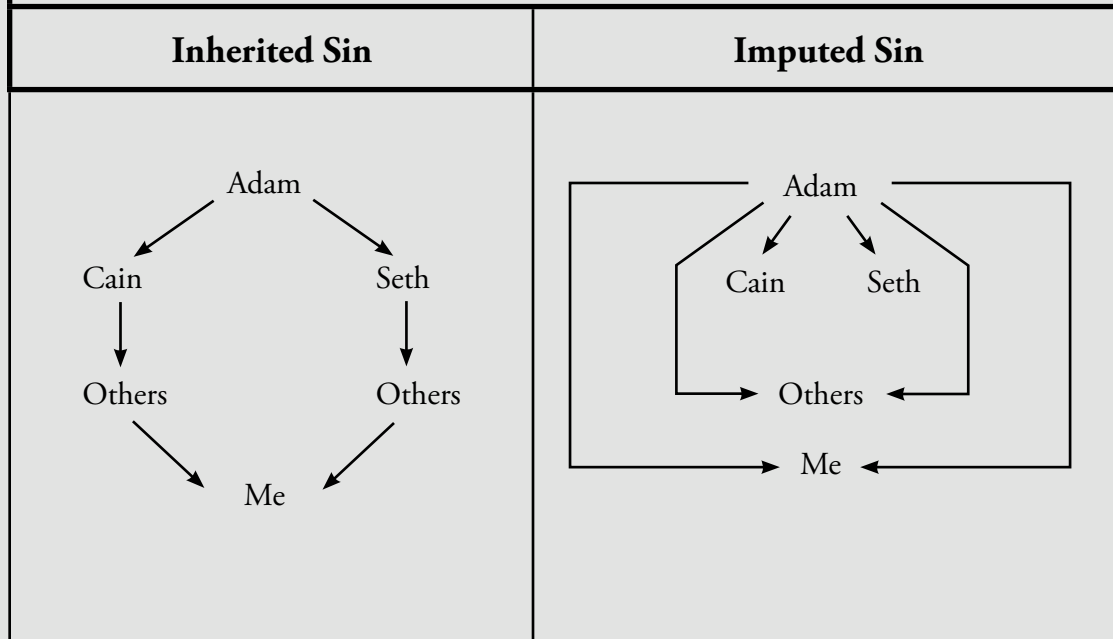 Inherited Sin
Imputed Sin
Adam
Cain
Seth
Others
Others
Me
Adam
Cain
Seth
Others
Me